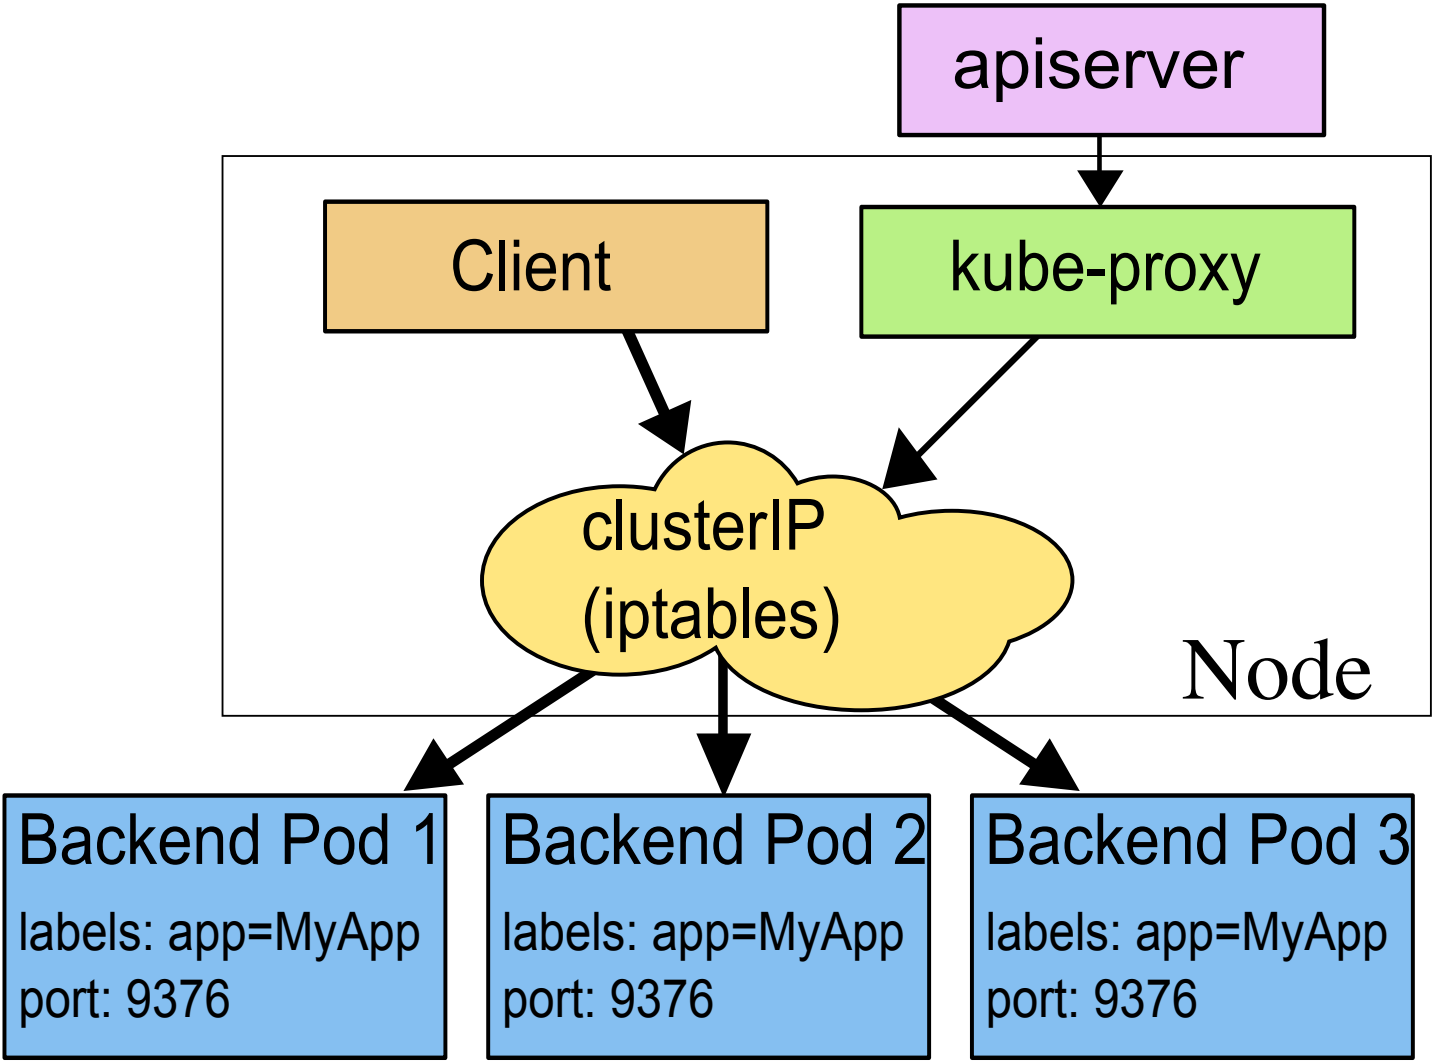 apiserver
Client
kube-proxy
clusterIP
(iptables)
Node
Backend Pod 1
labels: app=MyApp
port: 9376
Backend Pod 2
labels: app=MyApp
port: 9376
Backend Pod 3
labels: app=MyApp
port: 9376